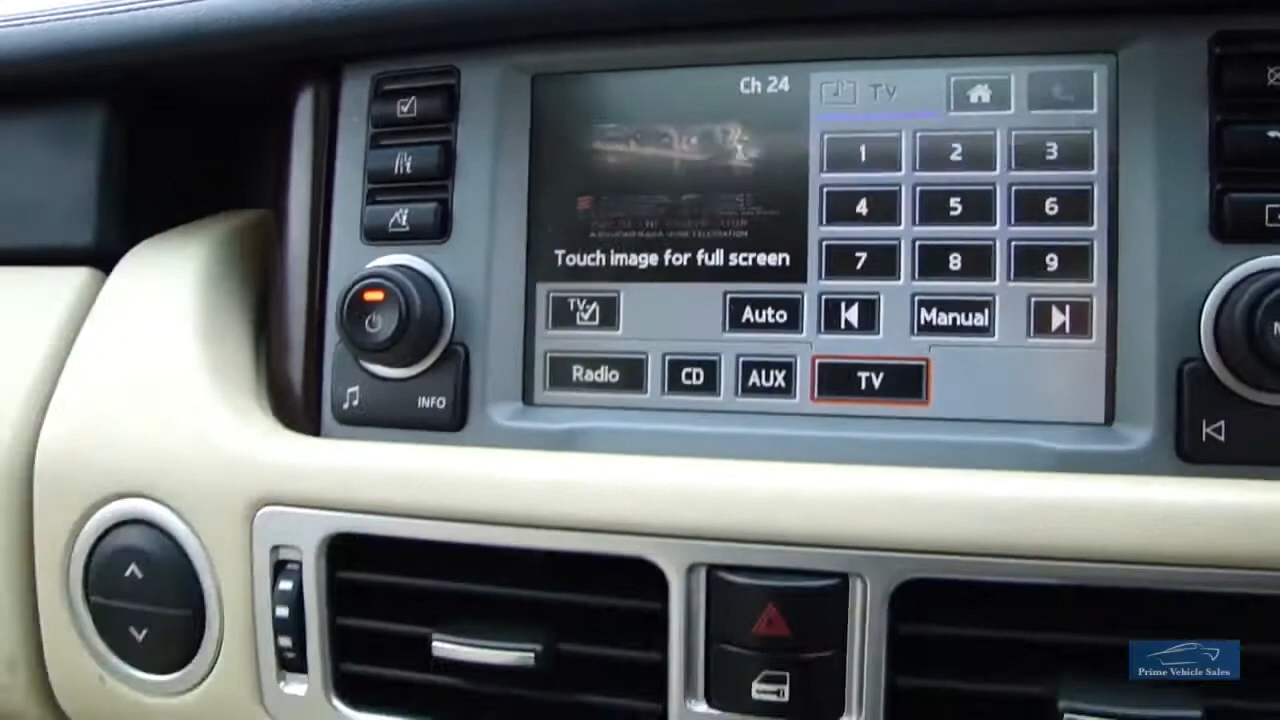 Ch 24
TV
1 2 3
4 5 6
7 8 9
Touch image for full screen
TV Auto Manual
Radio CD AUX TV
INFO
Prime Vehicle Sales